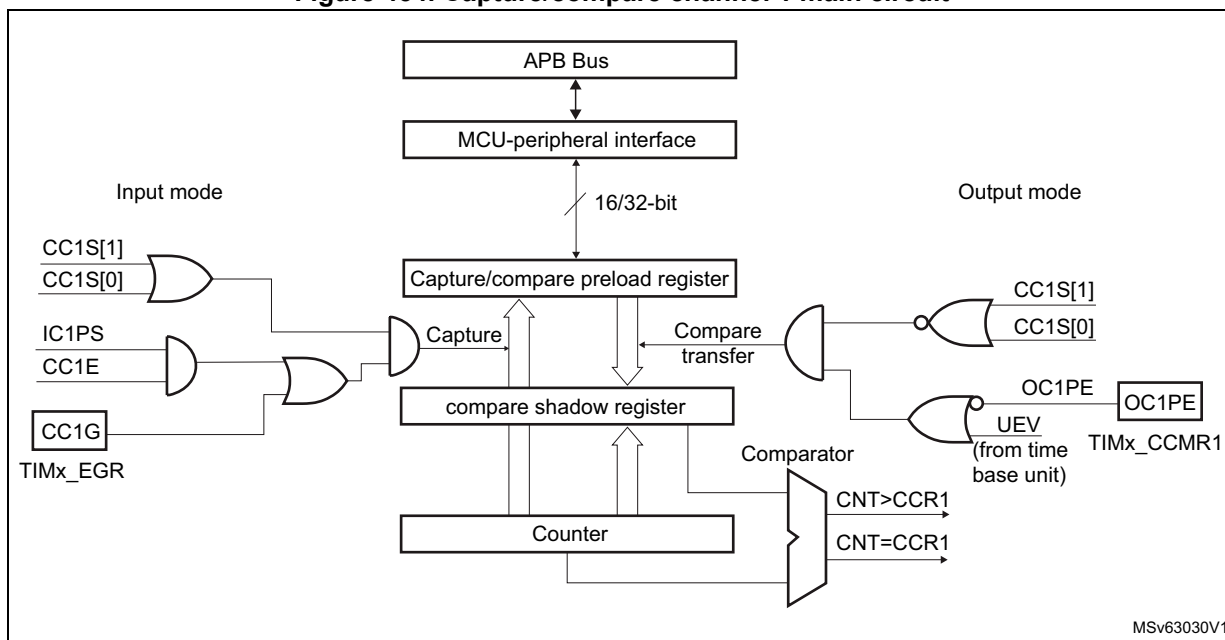 APB Bus
MCU-peripheral interface
16/32-bit
Input mode
Output mode
CC1S[1]
CC1S[0]
IC1PS
CC1E
CC1G
TIMx_EGR
Capture/compare preload register
Capture
Compare
transfer
compare shadow register
Comparator
Counter
CNT>CCR1
CNT=CCR1
CC1S[1]
CC1S[0]
OC1PE
OC1PE
UEV
(from time
base unit)
TIMx_CCMR1
MSv63030V1